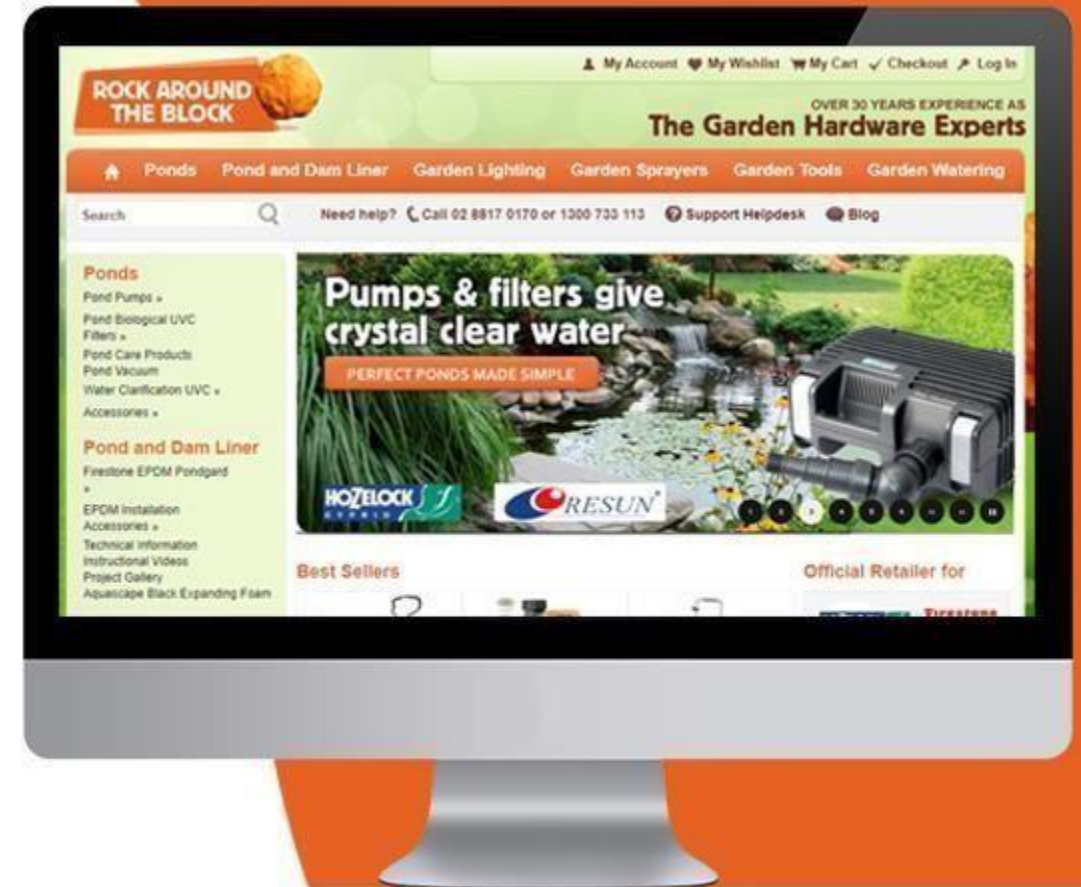 My Account My Wishlist My Cart Checkout Log In
ROCK AROUND
THE BLOCK
OVER 30 YEARS EXPERIENCE AS
The Garden Hardware Experts
Ponds Pond and Dam Liner Garden Lighting Garden Sprayers Garden Tools Garden Watering
Search
Need help? Call 02 8817 0170 or 1300 733 113 Support Helpdesk Blog
Ponds
Pond Pumps »
Pond Biological UVC
Filters »
Pond Care Products
Pond Vacuum
Water Clarification UVC »
Accessories »
Pond and Dam Liner
Firestone EPDM Pondgard
»
EPDM Installation
Accessories »
Technical Information
Instructional Videos
Project Gallery
Aquascape Black Expanding Foam
Pumps & filters give
crystal clear water
PERFECT PONDS MADE SIMPLE
HOZELOCK
CYPRIO
RESUN
Best Sellers
Official Retailer for
HOZELOCK
Firestone